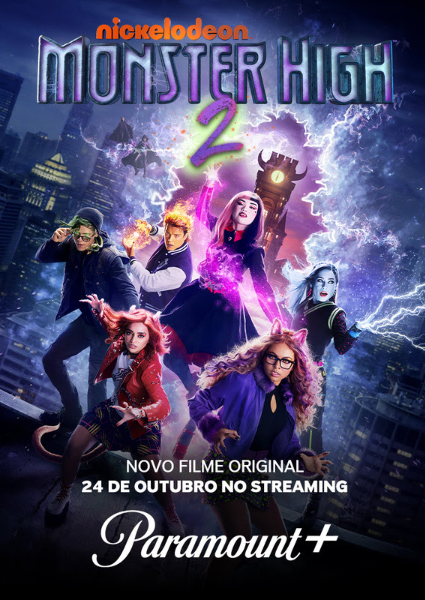 nickelodeon
MONSTER HIGH
2
NOVO FILME ORIGINAL
24 DE OUTUBRO NO STREAMING
Paramount+